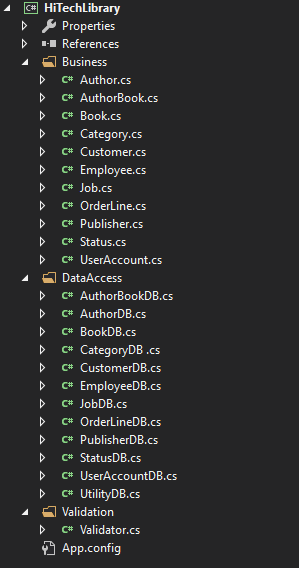 C# HiTechLibrary
Properties
References
Business
C# Author.cs
C# AuthorBook.cs
C# Book.cs
C# Category.cs
C# Customer.cs
C# Employee.cs
C# Job.cs
C# OrderLine.cs
C# Publisher.cs
C# Status.cs
C# UserAccount.cs
DataAccess
C# AuthorBookDB.cs
C# AuthorDB.cs
C# BookDB.cs
C# CategoryDB .cs
C# CustomerDB.cs
C# EmployeeDB.cs
C# JobDB.cs
C# OrderLineDB.cs
C# PublisherDB.cs
C# StatusDB.cs
C# UserAccountDB.cs
C# UtilityDB.cs
Validation
C# Validator.cs
App.config